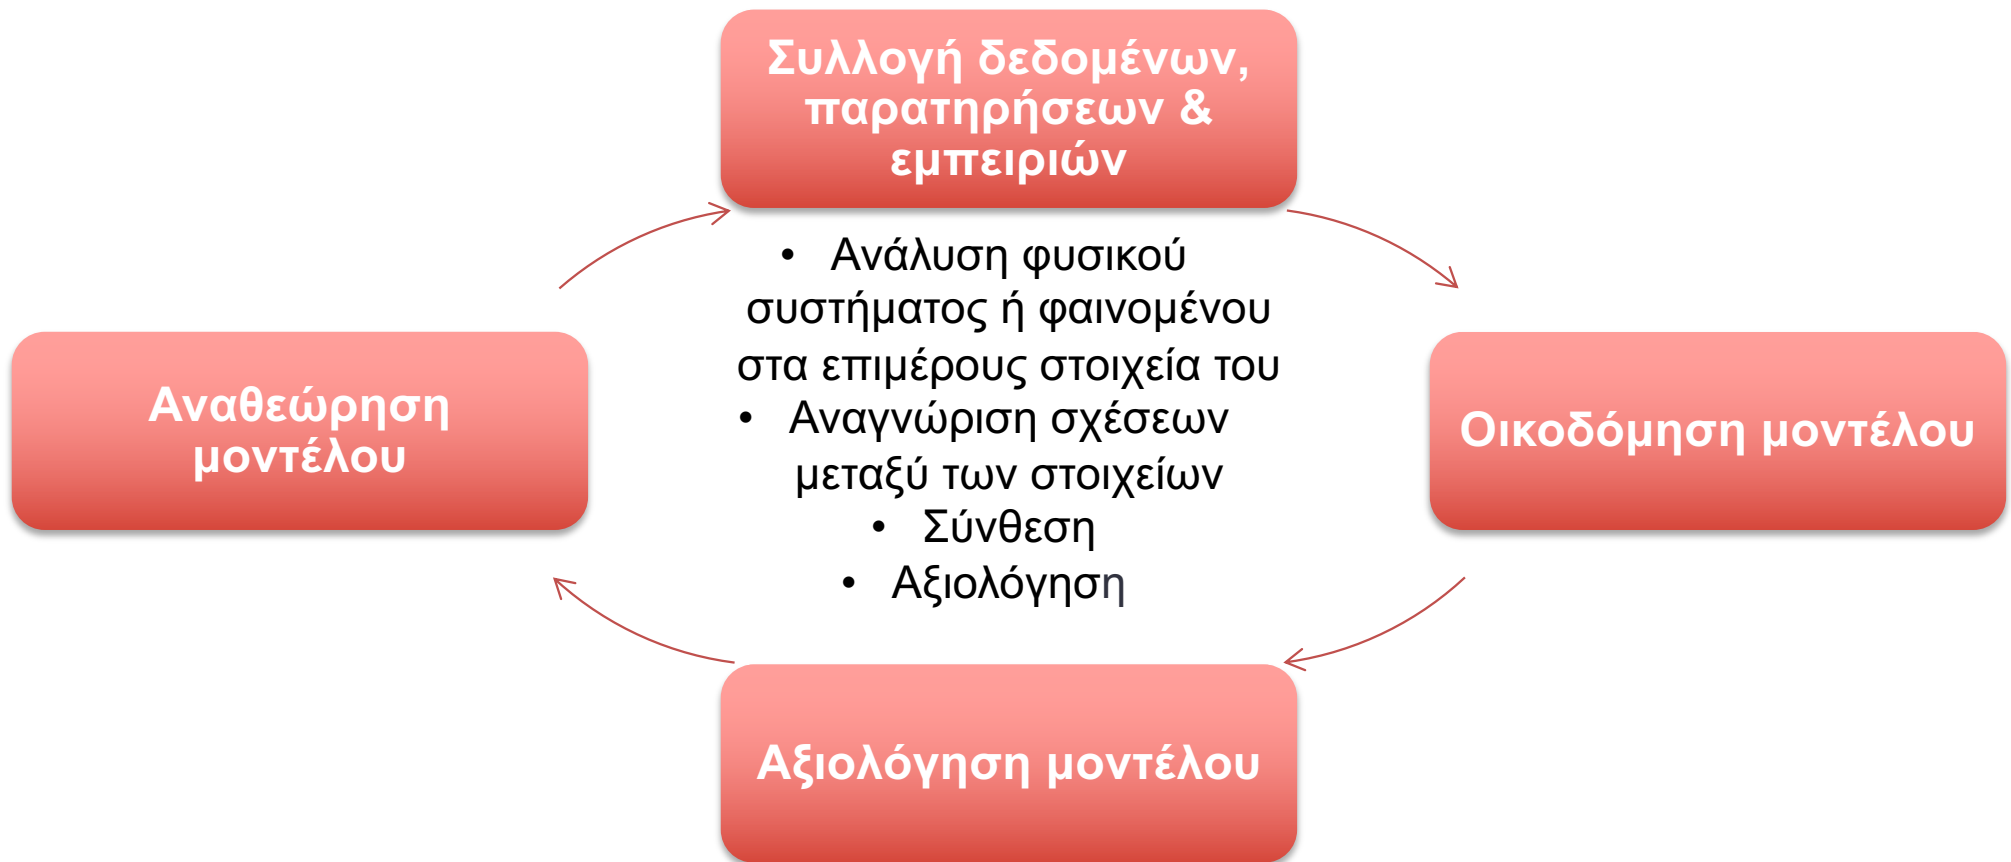 Συλλογή δεδομένων,
παρατηρήσεων &
εμπειριών
• Ανάλυση φυσικού
συστήματος ή φαινομένου
στα επιμέρους στοιχεία του
• Αναγνώριση σχέσεων
μεταξύ των στοιχείων
• Σύνθεση
• Αξιολόγηση
Αναθεώρηση
μοντέλου
Οικοδόμηση μοντέλου
Αξιολόγηση μοντέλου